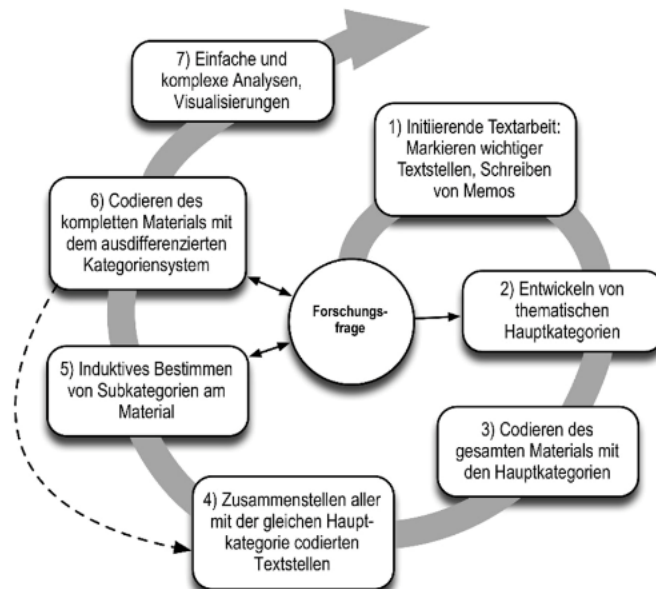 7) Einfache und
komplexe Analysen,
Visualisierungen
1) Initiierende Textarbeit:
Markieren wichtiger
Textstellen, Schreiben
von Memos
6) Codieren des
kompletten Materials mit
dem ausdifferenzierten
Kategoriensystem
Forschungs-
frage
2) Entwickeln von
thematischen
Hauptkategorien
5) Induktives Bestimmen
von Subkategorien am
Material
3) Codieren des
gesamten Materials mit
den Hauptkategorien
4) Zusammenstellen aller
mit der gleichen Haupt-
kategorie codierten
Textstellen